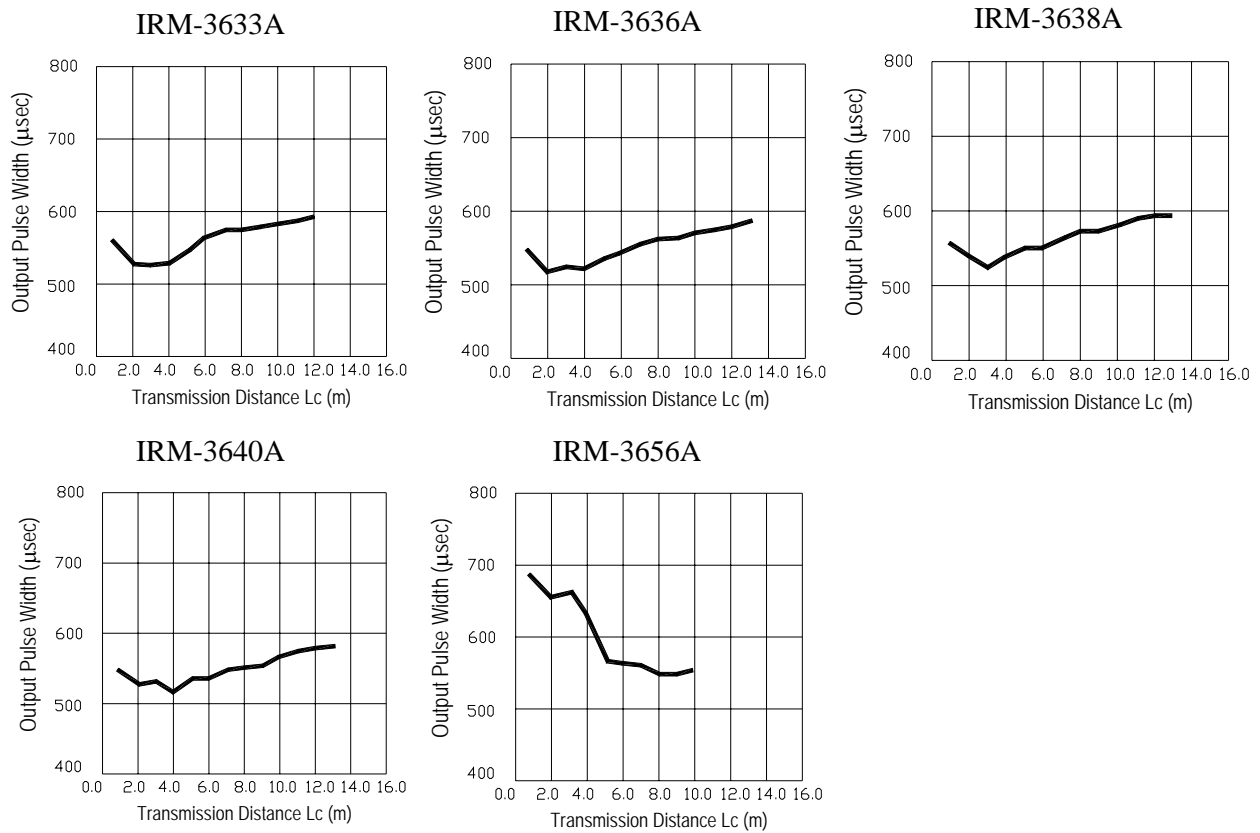 IRM-3633A
Output Pulse Width (µsec)
800
700
600
500
400
0.0 2.0 4.0 6.0 8.0 10.0 12.0 14.0 16.0
Transmission Distance Lc (m)
IRM-3636A
Output Pulse Width (µsec)
800
700
600
500
400
0.0 2.0 4.0 6.0 8.0 10.0 12.0 14.0 16.0
Transmission Distance Lc (m)
IRM-3638A
Output Pulse Width (µsec)
800
700
600
500
400
0.0 2.0 4.0 6.0 8.0 10.0 12.0 14.0 16.0
Transmission Distance Lc (m)
IRM-3640A
Output Pulse Width (µsec)
800
700
600
500
400
0.0 2.0 4.0 6.0 8.0 10.0 12.0 14.0 16.0
Transmission Distance Lc (m)
IRM-3656A
Output Pulse Width (µsec)
800
700
600
500
400
0.0 2.0 4.0 6.0 8.0 10.0 12.0 14.0 16.0
Transmission Distance Lc (m)